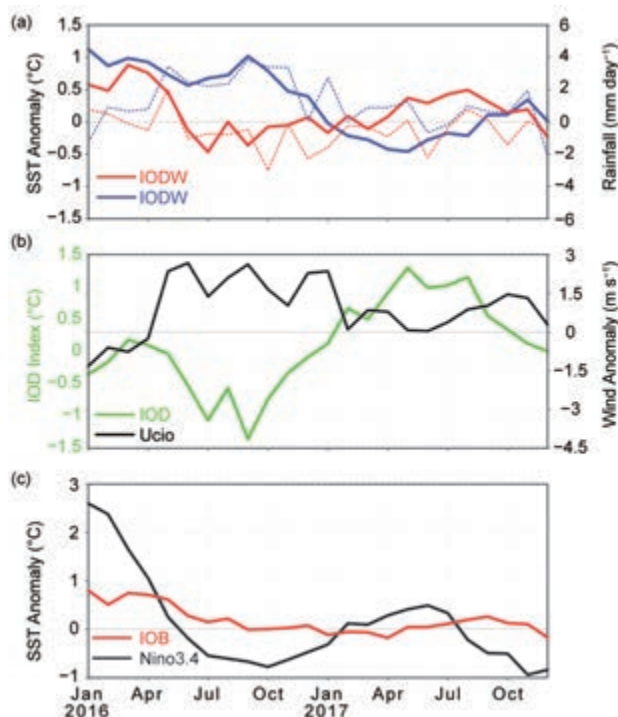 (a)
1.5
1
0.5
0
−0.5
−1
−1.5
SST Anomaly (°C)
6
4
2
0
−2
−4
−6
Rainfall (mm day⁻¹)
IODW
IODW
(b)
1.5
1
0.5
0
−0.5
−1
−1.5
IOD Index (°C)
3
1.5
0
−1.5
−3
−4.5
Wind Anomaly (m s⁻¹)
IOD
Ucio
(c)
3
2
1
0
−1
SST Anomaly (°C)
IOB
Nino3.4
Jan Apr Jul Oct Jan Apr Jul Oct
2016 2017